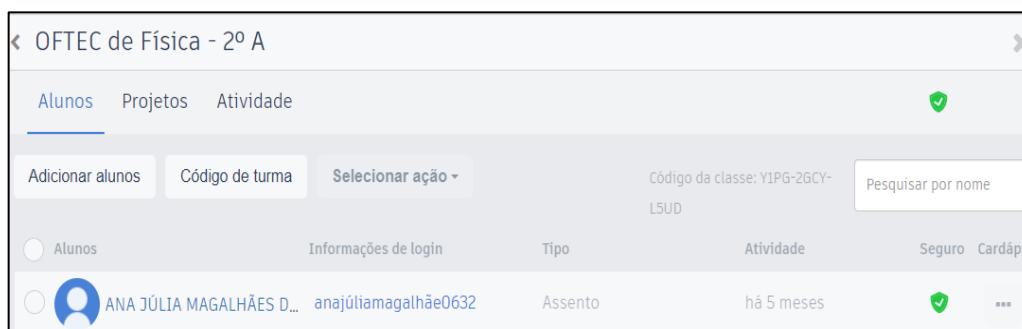 OFTEC de Física - 2º A
Alunos Projetos Atividade
Adicionar alunos Código de turma Selecionar ação Código da classe: Y1PG-2GCY-
L5UD Pesquisar por nome
Alunos Informações de login Tipo Atividade Seguro Cardáp
ANA JÚLIA MAGALHÃES D... anajúliamagalhãe0632 Assento há 5 meses